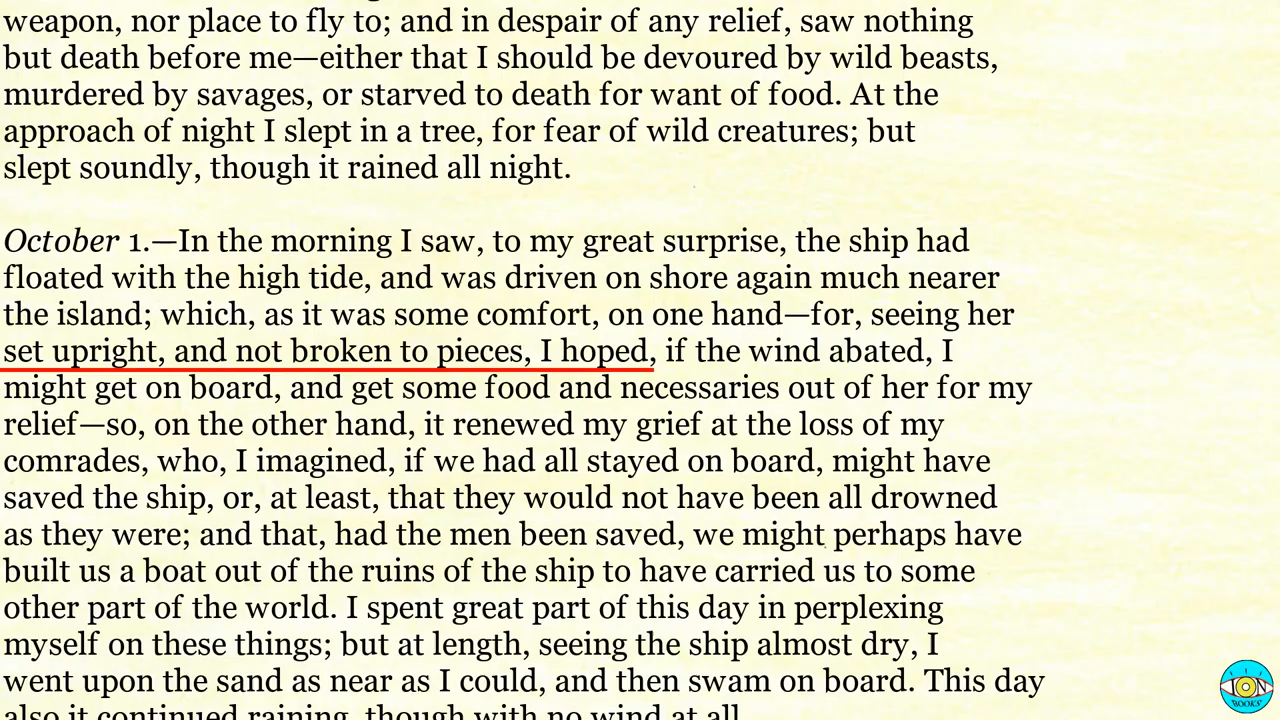 weapon, nor place to fly to; and in despair of any relief, saw nothing
but death before me—either that I should be devoured by wild beasts,
murdered by savages, or starved to death for want of food. At the
approach of night I slept in a tree, for fear of wild creatures; but
slept soundly, though it rained all night.
October 1.—In the morning I saw, to my great surprise, the ship had
floated with the high tide, and was driven on shore again much nearer
the island; which, as it was some comfort, on one hand—for, seeing her
set upright, and not broken to pieces, I hoped, if the wind abated, I
might get on board, and get some food and necessaries out of her for my
relief—so, on the other hand, it renewed my grief at the loss of my
comrades, who, I imagined, if we had all stayed on board, might have
saved the ship, or, at least, that they would not have been all drowned
as they were; and that, had the men been saved, we might perhaps have
built us a boat out of the ruins of the ship to have carried us to some
other part of the world. I spent great part of this day in perplexing
myself on these things; but at length, seeing the ship almost dry, I
went upon the sand as near as I could, and then swam on board. This day
also it continued raining, though with no wind at all
ION
BOOKS